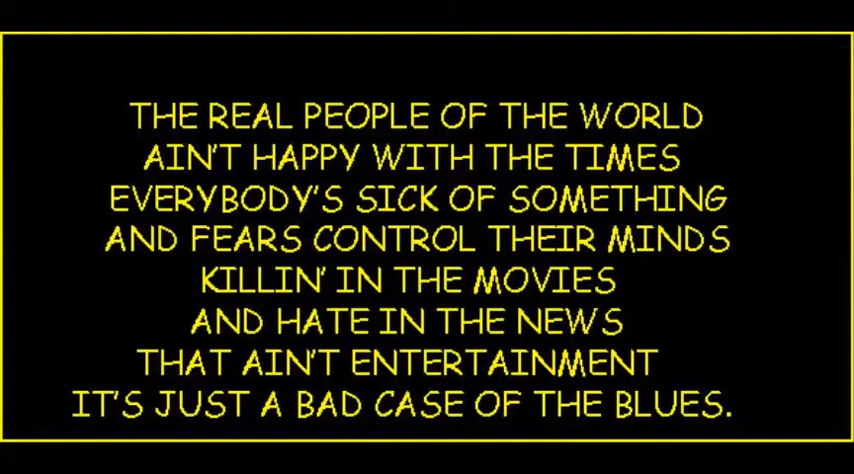 THE REAL PEOPLE OF THE WORLD
AIN'T HAPPY WITH THE TIMES
EVERYBODY'S SICK OF SOMETHING
AND FEARS CONTROL THEIR MINDS
KILLIN' IN THE MOVIES
AND HATE IN THE NEWS
THAT AIN'T ENTERTAINMENT
IT'S JUST A BAD CASE OF THE BLUES.